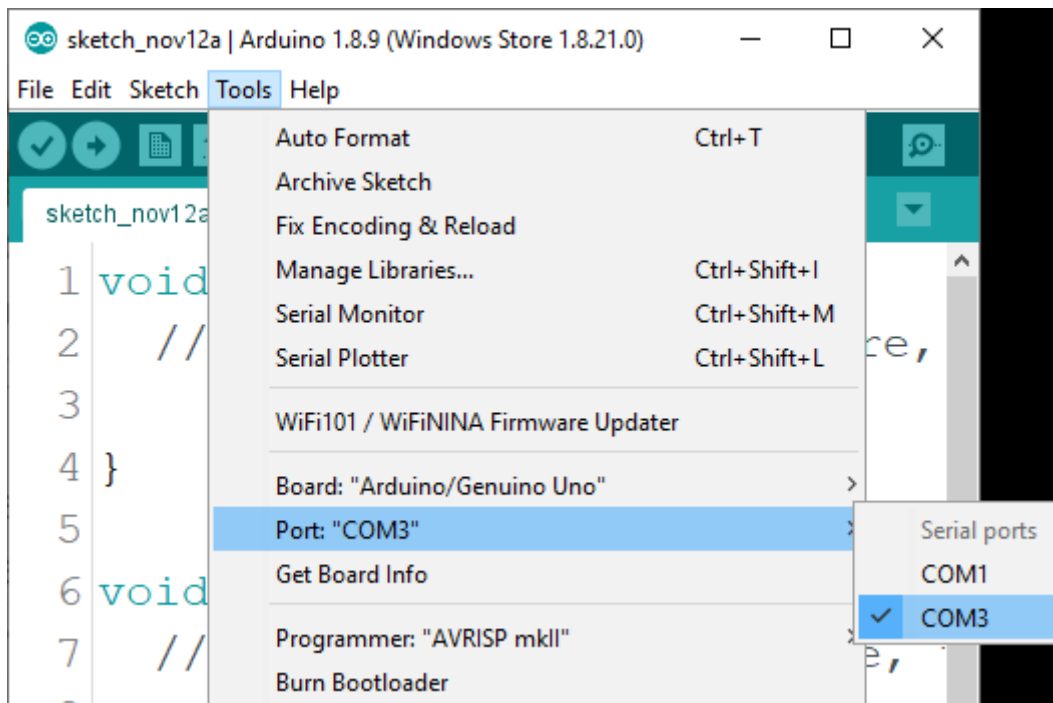 sketch_nov12a | Arduino 1.8.9 (Windows Store 1.8.21.0)
File Edit Sketch Tools Help
sketch_nov12a
Auto Format Ctrl+T
Archive Sketch
Fix Encoding & Reload
Manage Libraries... Ctrl+Shift+I
Serial Monitor Ctrl+Shift+M
Serial Plotter Ctrl+Shift+L
WiFi101 / WiFiNINA Firmware Updater
Board: "Arduino/Genuino Uno"
Port: "COM3"
Get Board Info
Programmer: "AVRISP mkII"
Burn Bootloader
Serial ports
COM1
COM3
1 void
2 // re,
3
4 }
5
6 void
7 // e,